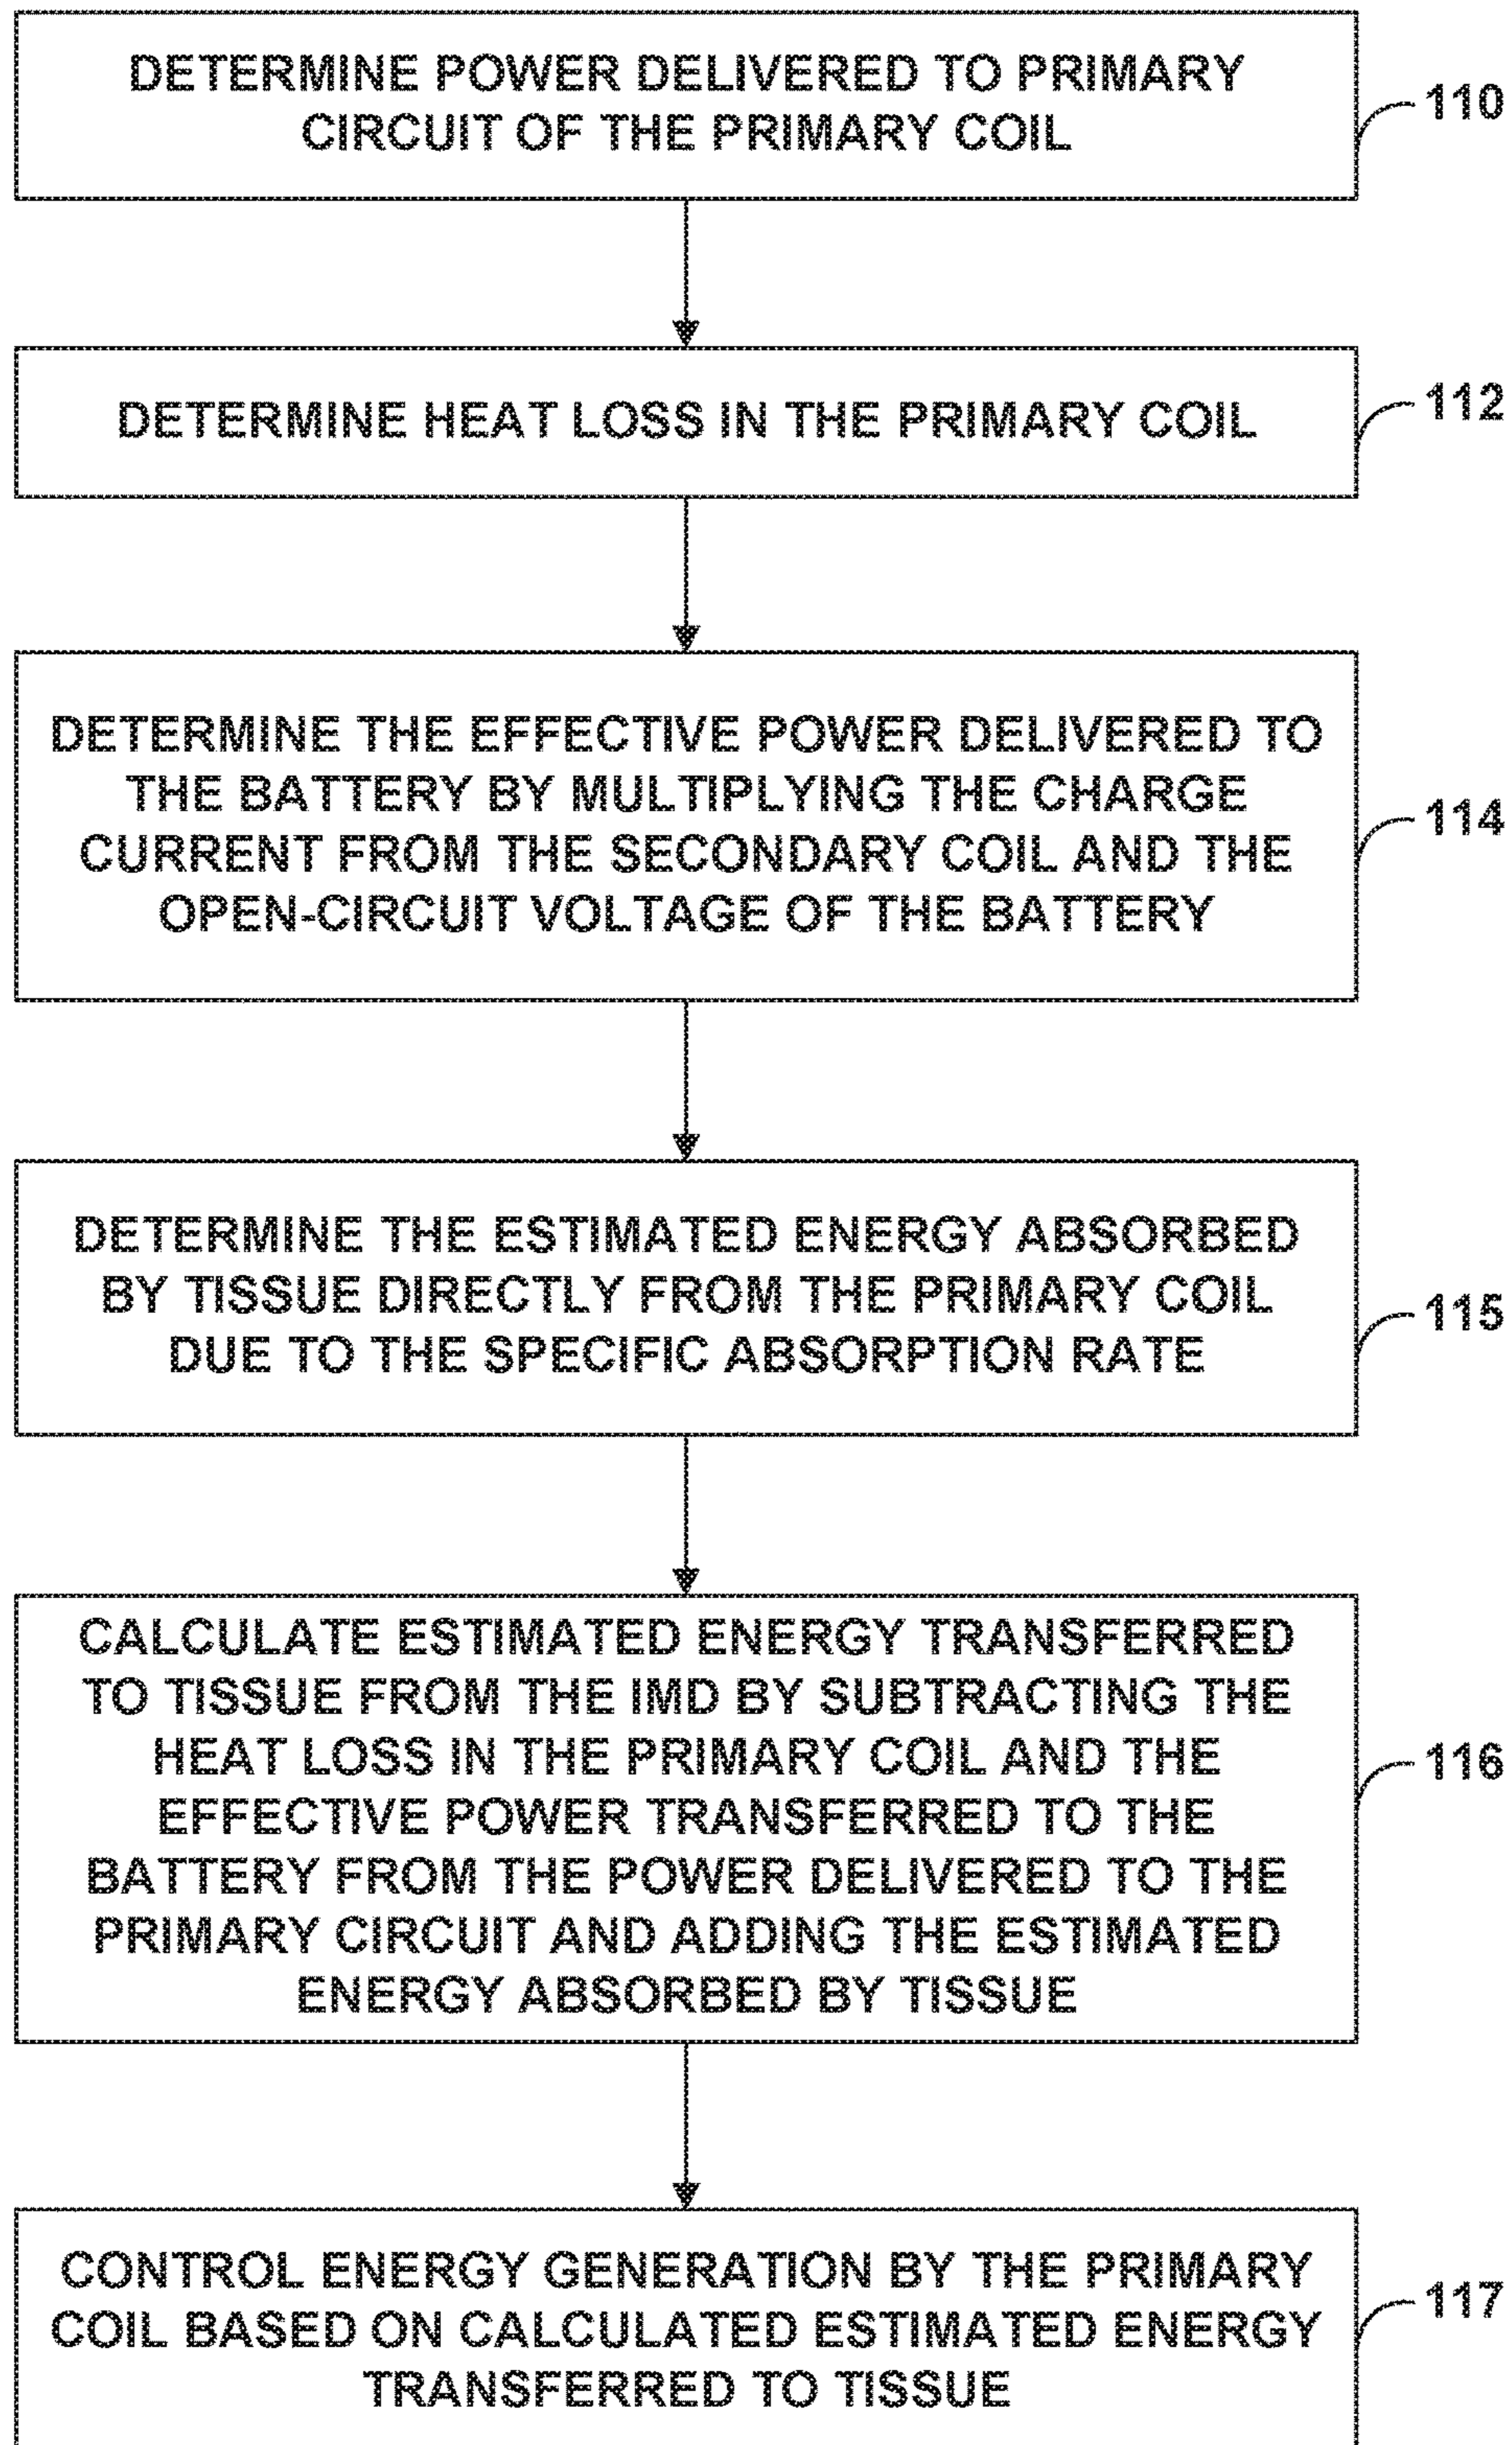 DETERMINE POWER DELIVERED TO PRIMARY
CIRCUIT OF THE PRIMARY COIL
110
DETERMINE HEAT LOSS IN THE PRIMARY COIL
112
DETERMINE THE EFFECTIVE POWER DELIVERED TO
THE BATTERY BY MULTIPLYING THE CHARGE
CURRENT FROM THE SECONDARY COIL AND THE
OPEN-CIRCUIT VOLTAGE OF THE BATTERY
114
DETERMINE THE ESTIMATED ENERGY ABSORBED
BY TISSUE DIRECTLY FROM THE PRIMARY COIL
DUE TO THE SPECIFIC ABSORPTION RATE
115
CALCULATE ESTIMATED ENERGY TRANSFERRED
TO TISSUE FROM THE IMD BY SUBTRACTING THE
HEAT LOSS IN THE PRIMARY COIL AND THE
EFFECTIVE POWER TRANSFERRED TO THE
BATTERY FROM THE POWER DELIVERED TO THE
PRIMARY CIRCUIT AND ADDING THE ESTIMATED
ENERGY ABSORBED BY TISSUE
116
CONTROL ENERGY GENERATION BY THE PRIMARY
COIL BASED ON CALCULATED ESTIMATED ENERGY
TRANSFERRED TO TISSUE
117